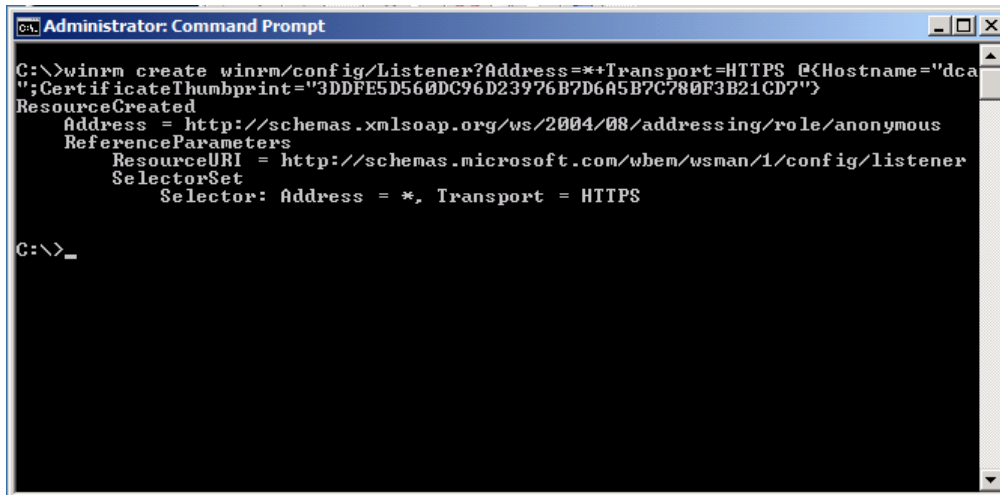 Administrator: Command Prompt
C:\>winrm create winrm/config/Listener?Address=*+Transport=HTTPS @{Hostname="dca
";CertificateThumbprint="3DDFE5D560DC96D23976B7D6A5B7C780F3B21CD7"}
ResourceCreated
    Address = http://schemas.xmlsoap.org/ws/2004/08/addressing/role/anonymous
    ReferenceParameters
        ResourceURI = http://schemas.microsoft.com/wbem/wsman/1/config/listener
        SelectorSet
            Selector: Address = *, Transport = HTTPS
C:\>_